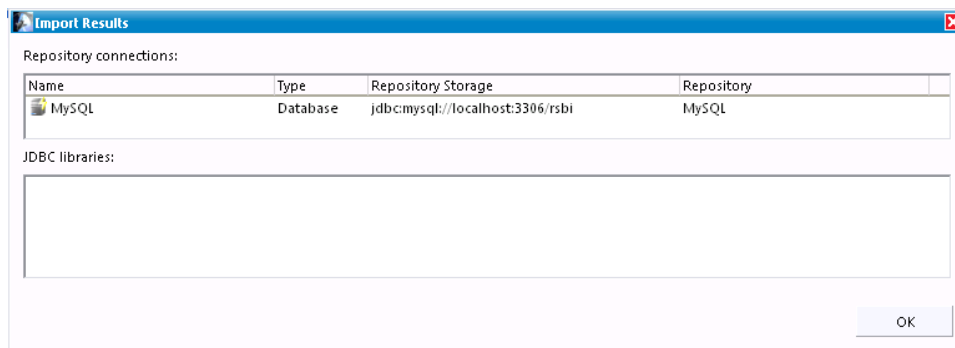 Import Results
Repository connections:
Name Type Repository Storage Repository
MySQL Database jdbc:mysql://localhost:3306/rsbi MySQL
JDBC libraries:
OK